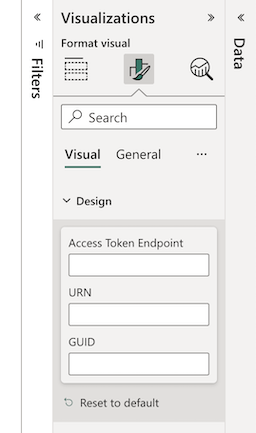 Visualizations
Format visual
Search
Visual
General
...
Design
Access Token Endpoint
URN
GUID
Reset to default
Filters
Data